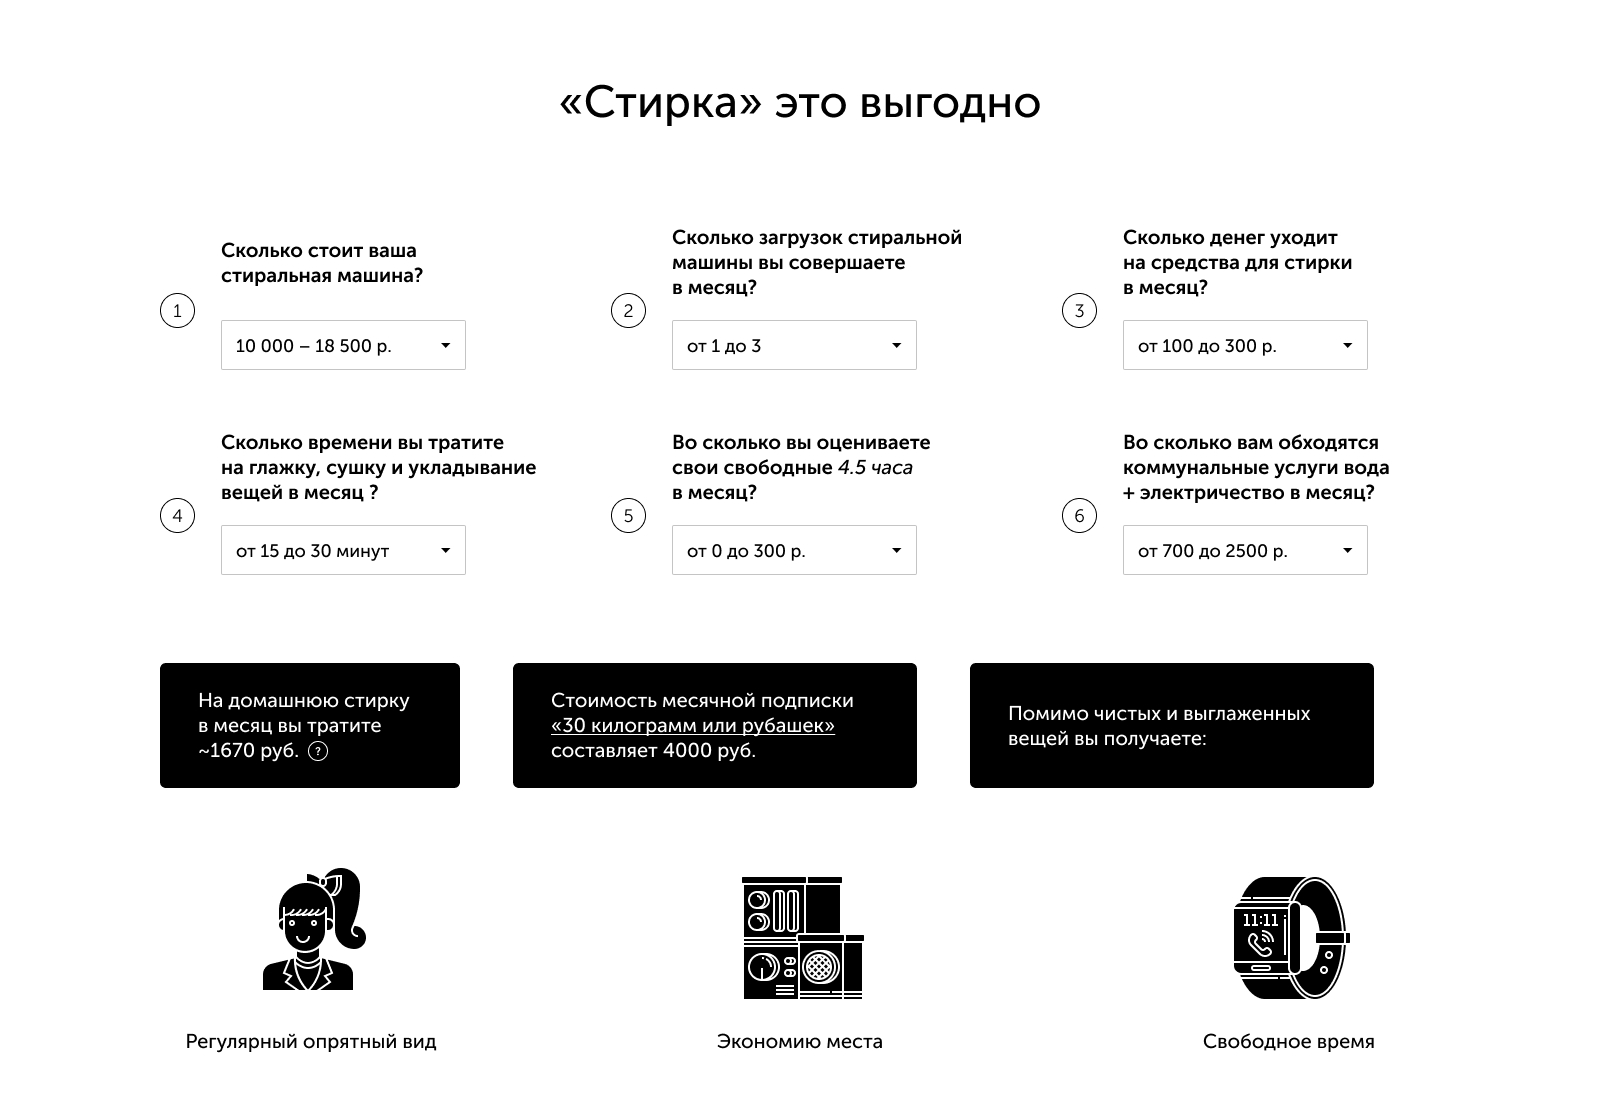 «Стирка» это выгодно
Сколько стоит ваша
стиральная машина?
1
10 000 – 18 500 р.
Сколько загрузок стиральной
машины вы совершаете
в месяц?
2
от 1 до 3
Сколько денег уходит
на средства для стирки
в месяц?
3
от 100 до 300 р.
Сколько времени вы тратите
на глажку, сушку и укладывание
вещей в месяц ?
4
от 15 до 30 минут
Во сколько вы оцениваете
свои свободные 4.5 часа
в месяц?
5
от 0 до 300 р.
Во сколько вам обходятся
коммунальные услуги вода
+ электричество в месяц?
6
от 700 до 2500 р.
На домашнюю стирку
в месяц вы тратите
~1670 руб. ?
Стоимость месячной подписки
«30 килограмм или рубашек»
составляет 4000 руб.
Помимо чистых и выглаженных
вещей вы получаете:
11:11
Регулярный опрятный вид
Экономию места
Свободное время